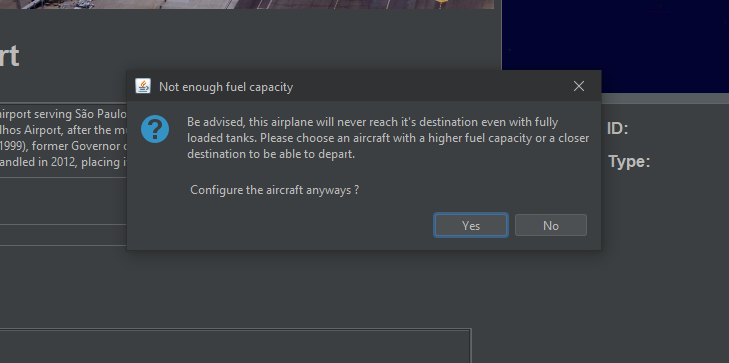 rt
Not enough fuel capacity
irport serving São Paulo
lhos Airport, after the m
1999), former Governor
andled in 2012, placing i
Be advised, this airplane will never reach it's destination even with fully
loaded tanks. Please choose an aircraft with a higher fuel capacity or a closer
destination to be able to depart.
Configure the aircraft anyways ?
Yes
No
ID:
Type: